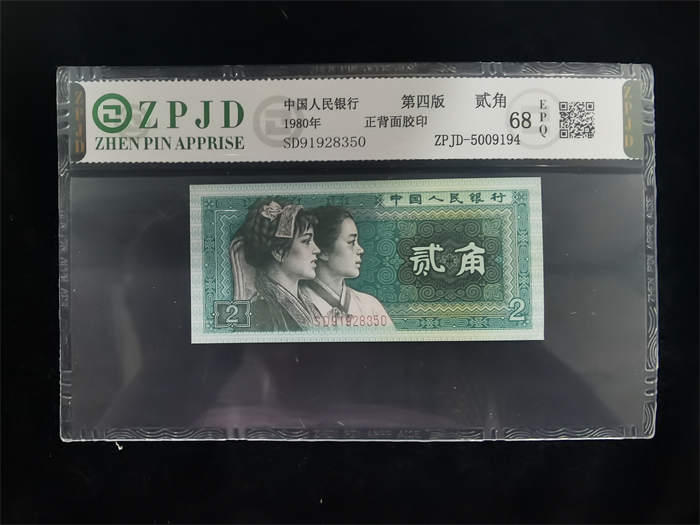 ZPJD
ZHEN PIN APPRISE
中国人民银行 第四版 贰角
1980年 正背面胶印
SD91928350 ZPJD-5009194
68 EPQ
中国人民银行
贰角
2
2
SD91928350